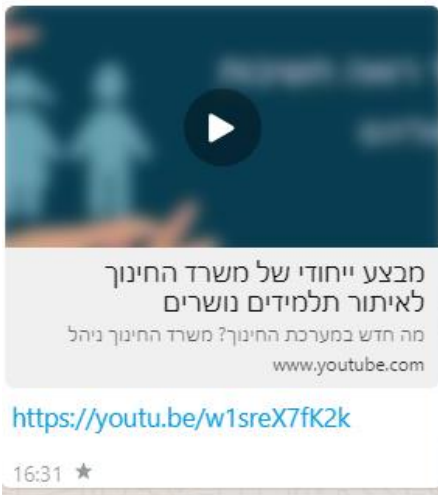 מבצע ייחודי של משרד החינוך
לאיתור תלמידים נושרים
מה חדש במערכת החינוך? משרד החינוך ניהל
www.youtube.com
https://youtu.be/w1sreX7fK2k
16:31 ★